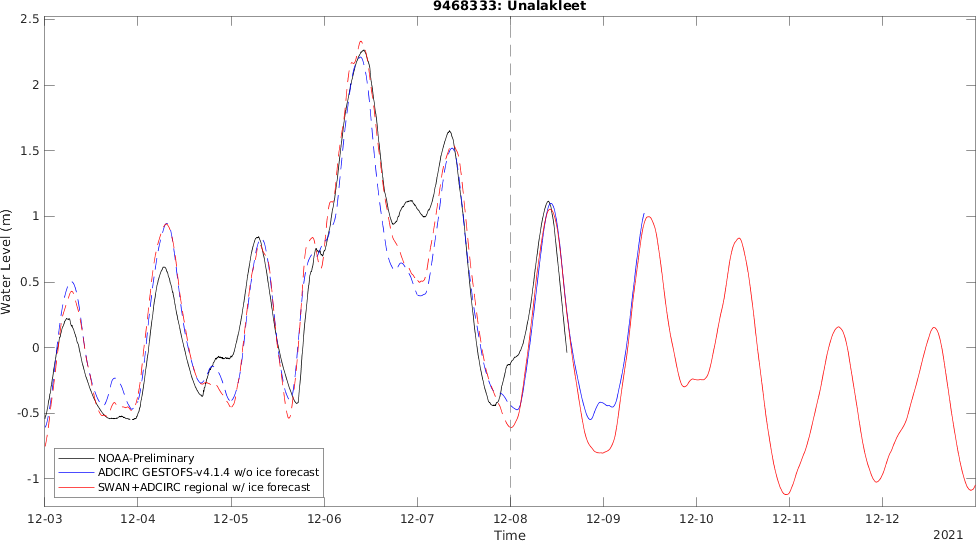 9468333: Unalakleet
2.5
2
1.5
1
0.5
0
-0.5
-1
Water Level (m)
NOAA-Preliminary
ADCIRC GESTOFS-v4.1.4 w/o ice forecast
SWAN+ADCIRC regional w/ ice forecast
12-03 12-04 12-05 12-06 12-07 12-08 12-09 12-10 12-11 12-12
Time
2021